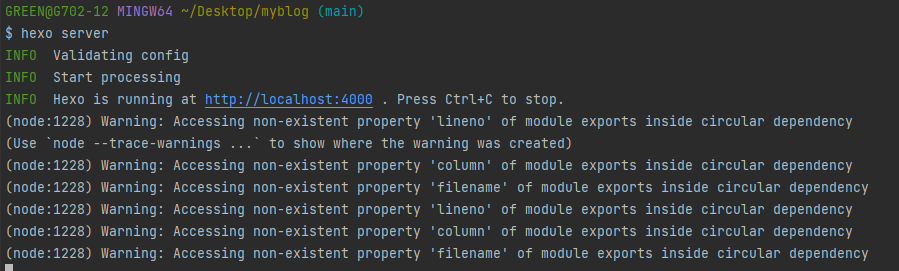 GREEN@G702-12 MINGW64 ~/Desktop/myblog (main)
$ hexo server
INFO  Validating config
INFO  Start processing
INFO  Hexo is running at http://localhost:4000 . Press Ctrl+C to stop.
(node:1228) Warning: Accessing non-existent property 'lineno' of module exports inside circular dependency
(Use `node --trace-warnings ...` to show where the warning was created)
(node:1228) Warning: Accessing non-existent property 'column' of module exports inside circular dependency
(node:1228) Warning: Accessing non-existent property 'filename' of module exports inside circular dependency
(node:1228) Warning: Accessing non-existent property 'lineno' of module exports inside circular dependency
(node:1228) Warning: Accessing non-existent property 'column' of module exports inside circular dependency
(node:1228) Warning: Accessing non-existent property 'filename' of module exports inside circular dependency